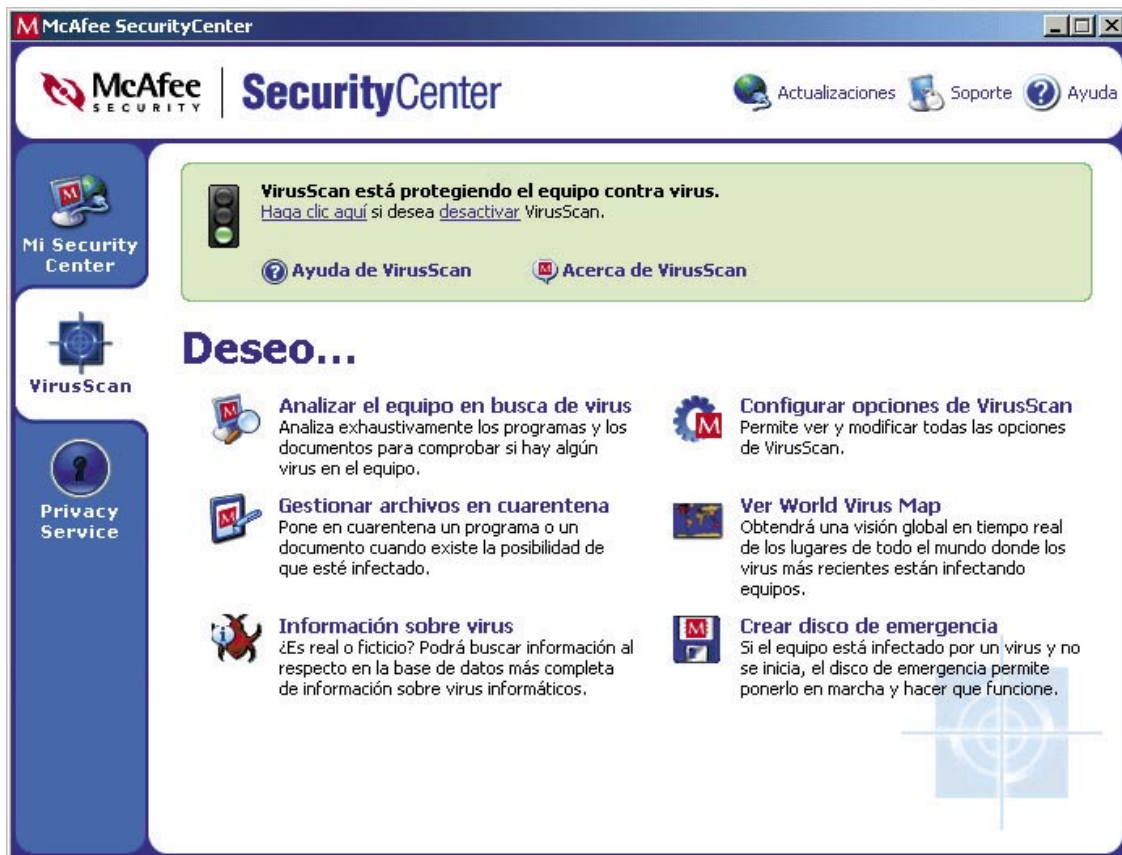 McAfee SecurityCenter
McAfee
SECURITY
SecurityCenter
Actualizaciones
Soporte
Ayuda
Mi Security
Center
VirusScan
Privacy
Service
VirusScan está protegiendo el equipo contra virus.
Haga clic aquí si desea desactivar VirusScan.
Ayuda de VirusScan
Acerca de VirusScan
Deseo...
Analizar el equipo en busca de virus
Analiza exhaustivamente los programas y los
documentos para comprobar si hay algún
virus en el equipo.
Configurar opciones de VirusScan
Permite ver y modificar todas las opciones
de VirusScan.
Gestionar archivos en cuarentena
Pone en cuarentena un programa o un
documento cuando existe la posibilidad de
que esté infectado.
Ver World Virus Map
Obtendrá una visión global en tiempo real
de los lugares de todo el mundo donde los
virus más recientes están infectando
equipos.
Información sobre virus
¿Es real o ficticio? Podrá buscar información al
respecto en la base de datos más completa
de información sobre virus informáticos.
Crear disco de emergencia
Si el equipo está infectado por un virus y no
se inicia, el disco de emergencia permite
ponerlo en marcha y hacer que funcione.